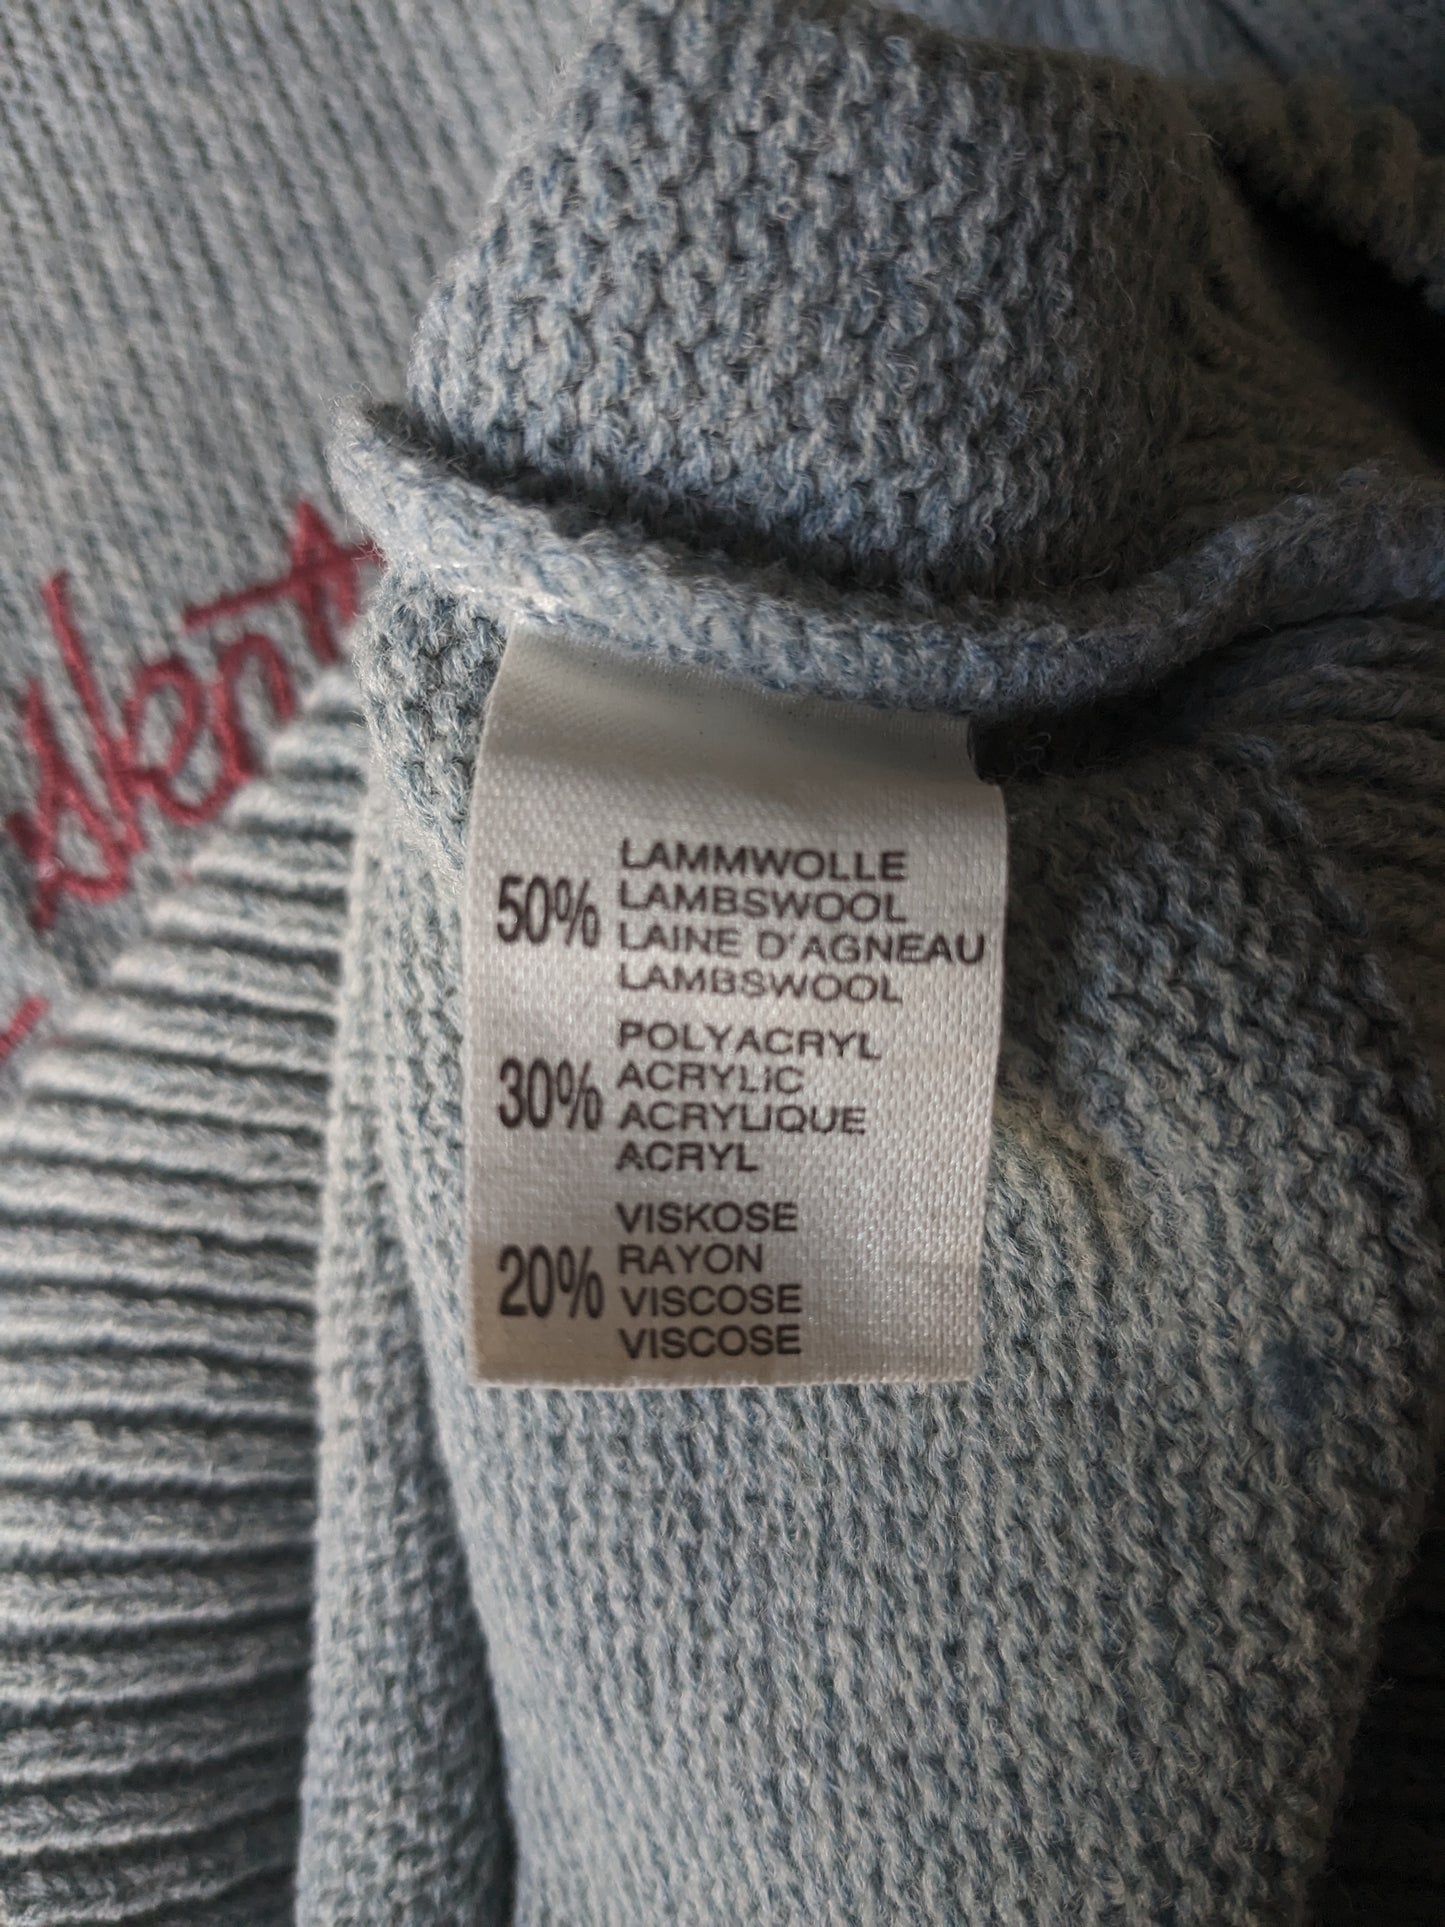 50%
LAMMWOLLE
LAMBSWOOL
LAINE D'AGNEAU
LAMBSWOOL
30%
POLYACRYL
ACRYLIC
ACRYLIQUE
ACRYL
20%
VISKOSE
RAYON
VISCOSE
VISCOSE